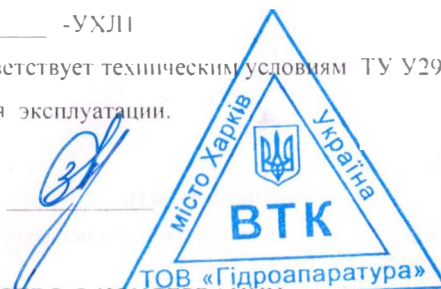 -УХЛ1
ветствует техническим условиям ТУ У29
я эксплуатации.
місто Харків
Україна
ВТК
ТОВ «Гідроапаратура»